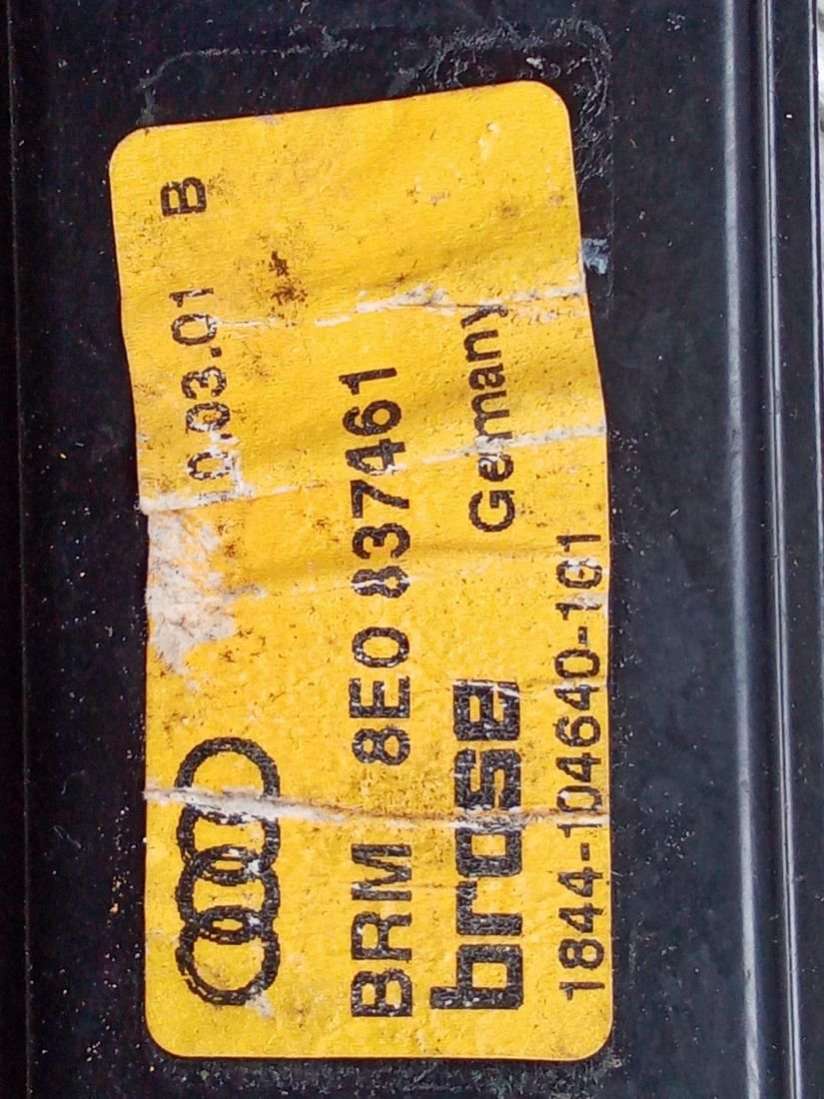 0.03.01 B
BRM 8E0 837461
brose Germany
1844-104640-101